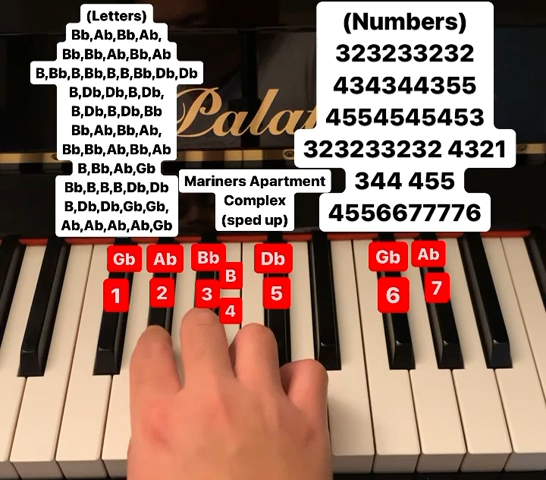 (Letters)
Bb,Ab,Bb,Ab,
Bb,Bb,Ab,Bb,Ab
B,Bb,B,Bb,B,B,Bb,Db,Db
B,Db,Db,B,Db,
B,Db,B,Db,Bb
Bb,Ab,Bb,Ab,
Bb,Bb,Ab,Bb,Ab
B,Bb,Ab,Gb
Bb,B,B,B,Db,Db
B,Db,Db,Gb,Gb,
Ab,Ab,Ab,Ab,Gb
(Numbers)
323233232
434344355
4554545453
323233232 4321
344 455
4556677776
Mariners Apartment
Complex
(sped up)
Gb
Ab
Bb
B
Db
Gb
Ab
1
2
3
4
5
6
7